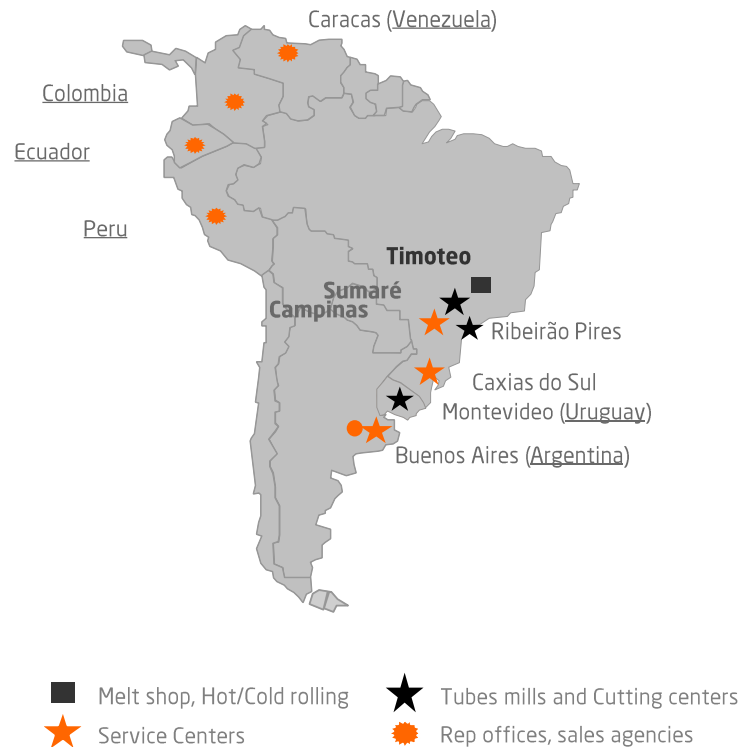 Caracas (Venezuela)
Colombia
Ecuador
Peru
Timoteo
Sumaré
Campinas
Ribeirão Pires
Caxias do Sul
Montevideo (Uruguay)
Buenos Aires (Argentina)
Melt shop, Hot/Cold rolling
Tubes mills and Cutting centers
Service Centers
Rep offices, sales agencies